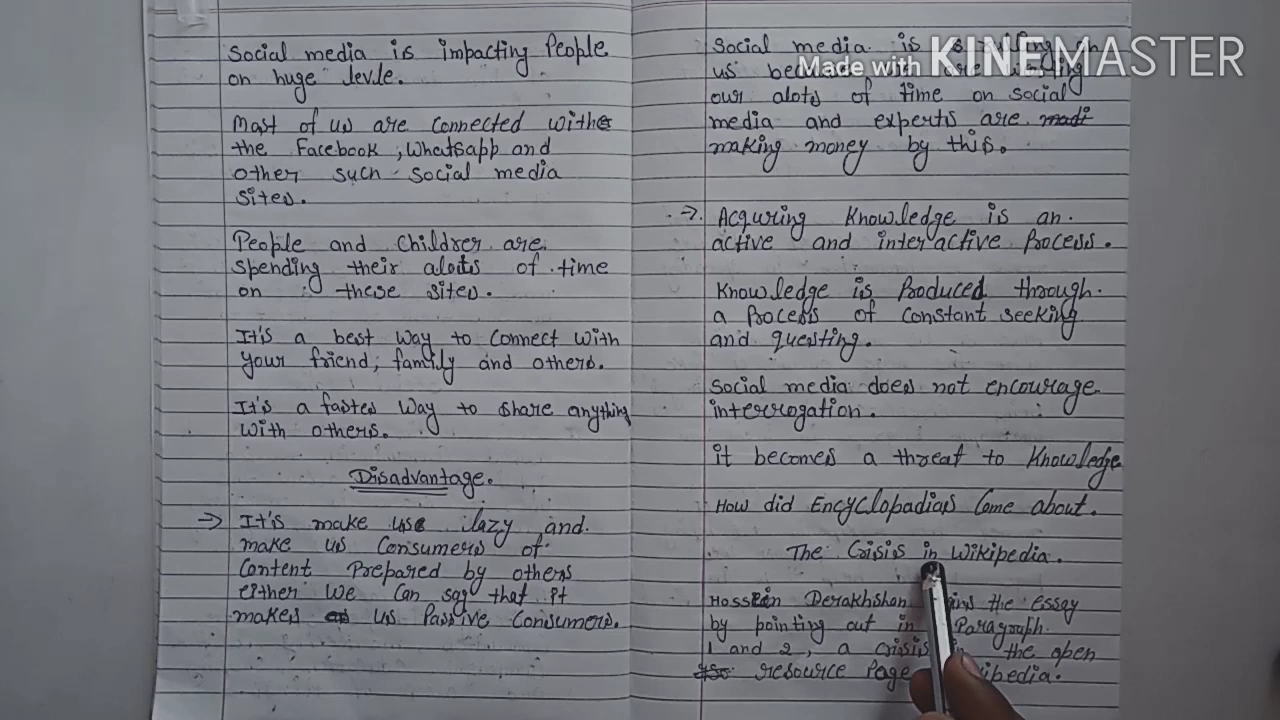 Social media is impacting People
on huge levle.
Most of us are connected with
the Facebook, Whatsapp and
other such social media
sites.
People and children are
spending their alots of time
on these sites.
It's a best way to connect with
your friend, family and others.
It's a fastes way to share anything
with others.
Disadvantage.
⇒ It's make us lazy and
make us Consumers of
Content Prepared by others
either we can say that it
makes us Passive Consumers.
Made with KINEMASTER
Social media is
us because are
our alots of time on social
media and experts are
making money by this.
→ Acquring Knowledge is an
active and interactive Process.
Knowledge is Produced through
a Process of constant seeking
and questing.
Social media does not encourage
interrogation.
it becomes a threat to Knowledge
How did Encyclopadias Come about.
The Crisis in Wikipedia.
Hossein Derakhshan the Essay
by pointing out in Paragraph
1 and 2, a crisis the open
resource Page